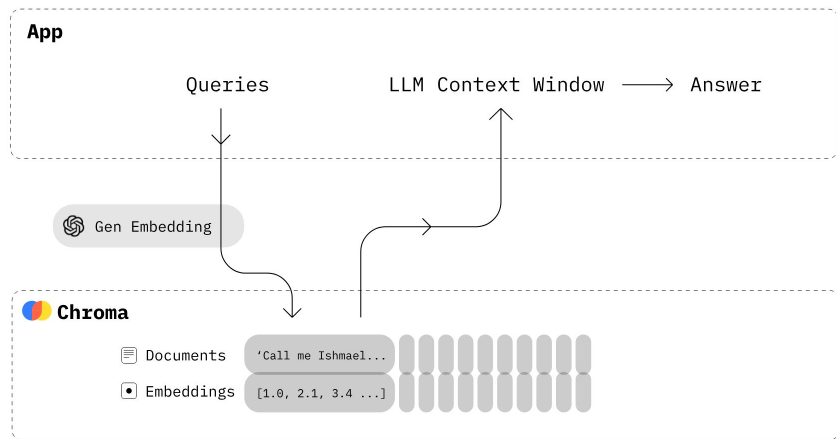 App
Queries
LLM Context Window
Answer
Gen Embedding
Chroma
Documents
‘Call me Ishmael...
Embeddings
[1.0, 2.1, 3.4 ...]